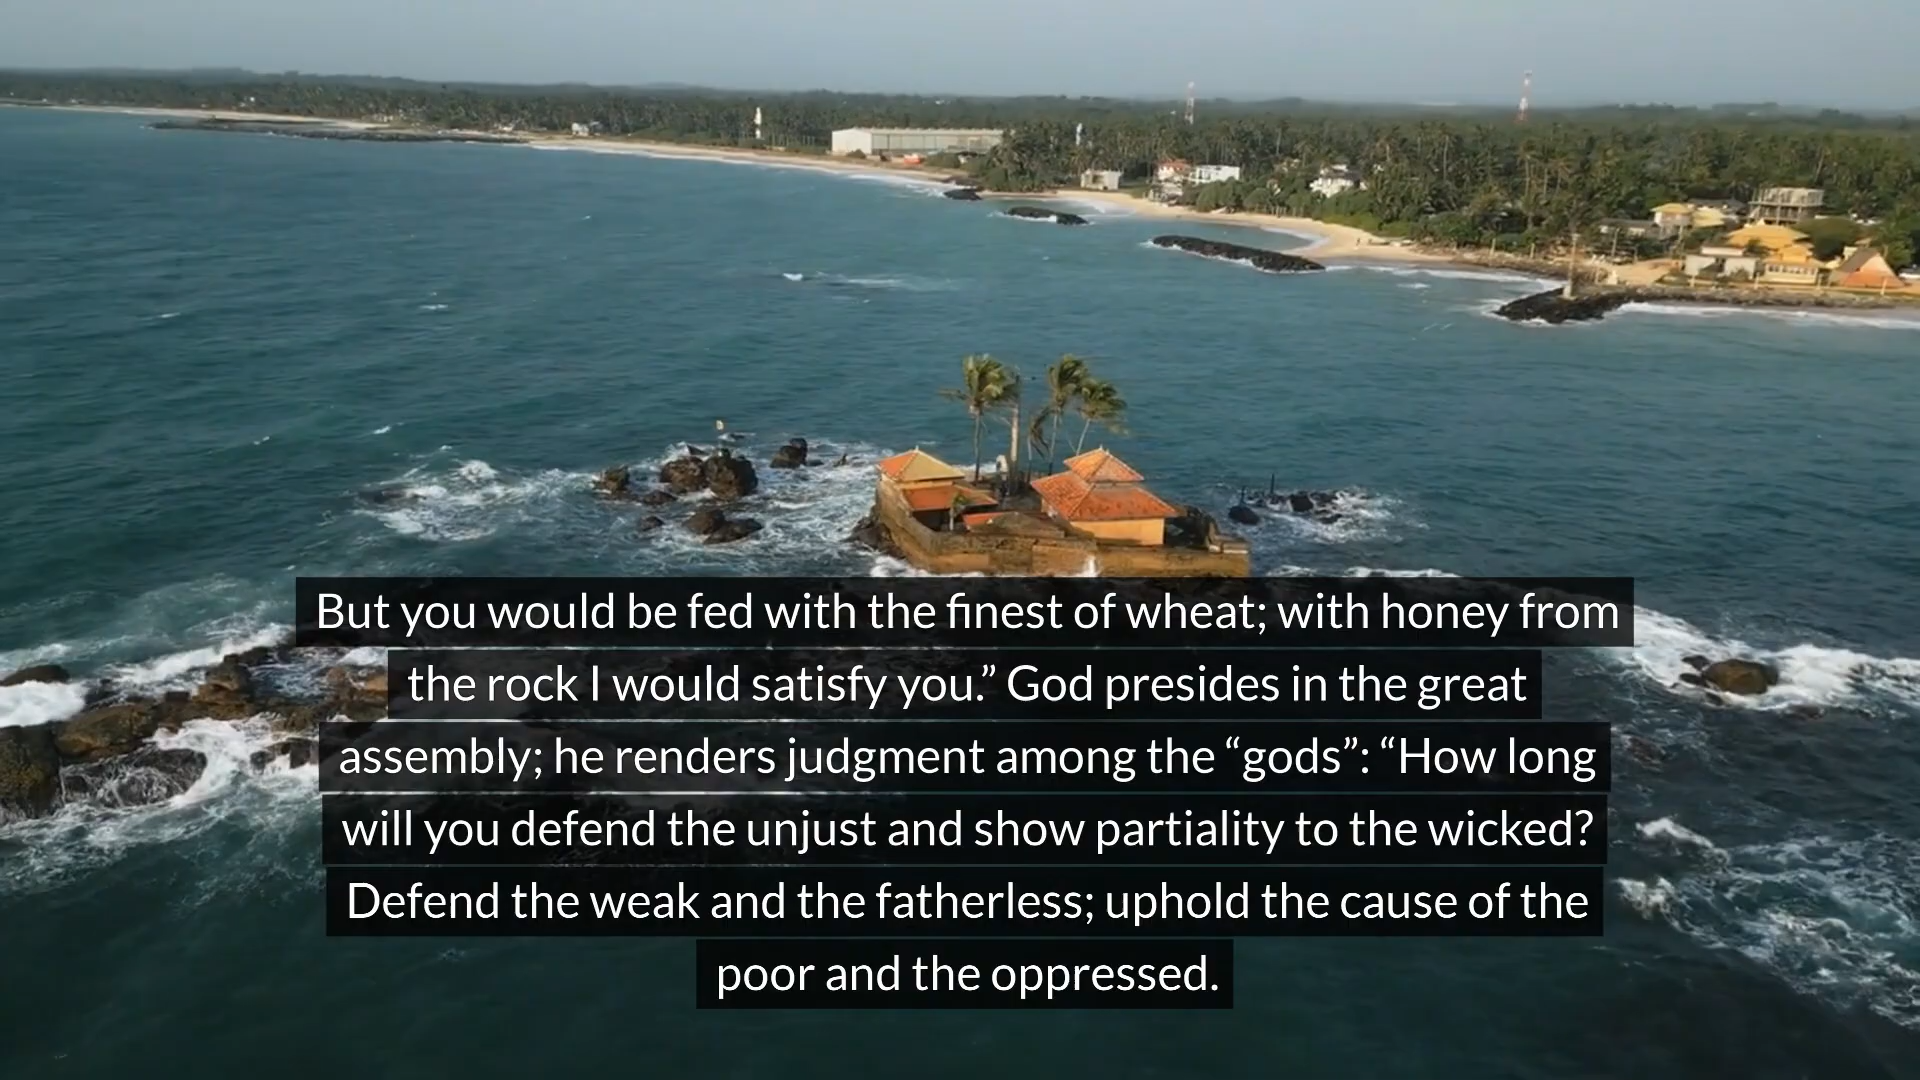 But you would be fed with the finest of wheat; with honey from
the rock I would satisfy you.” God presides in the great
assembly; he renders judgment among the “gods”: “How long
will you defend the unjust and show partiality to the wicked?
Defend the weak and the fatherless; uphold the cause of the
poor and the oppressed.